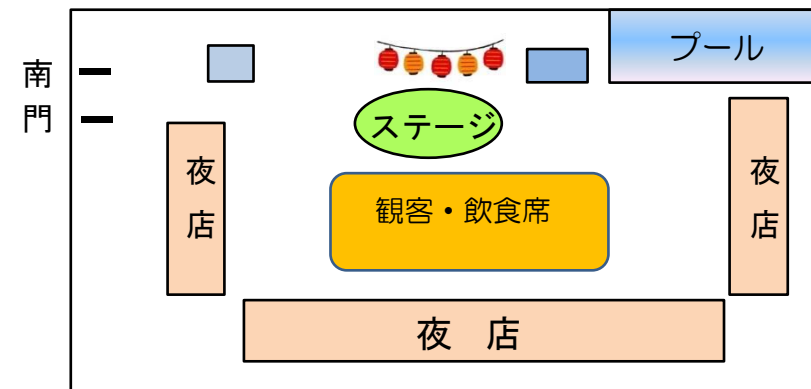 プール
南門
ステージ
夜店
夜店
観客・飲食席
夜 店